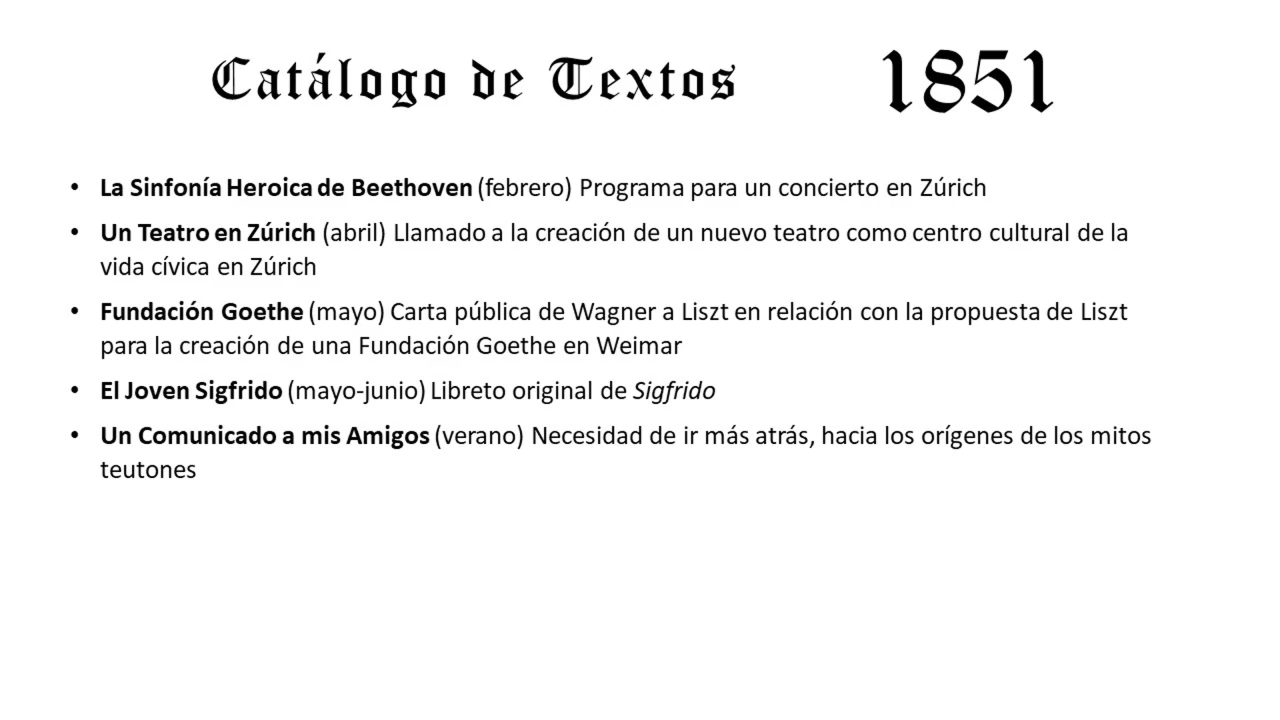 Catálogo de Textos 1851
• La Sinfonía Heroica de Beethoven (febrero) Programa para un concierto en Zúrich
• Un Teatro en Zúrich (abril) Llamado a la creación de un nuevo teatro como centro cultural de la
vida cívica en Zúrich
• Fundación Goethe (mayo) Carta pública de Wagner a Liszt en relación con la propuesta de Liszt
para la creación de una Fundación Goethe en Weimar
• El Joven Sigfrido (mayo-junio) Libreto original de Sigfrido
• Un Comunicado a mis Amigos (verano) Necesidad de ir más atrás, hacia los orígenes de los mitos
teutones